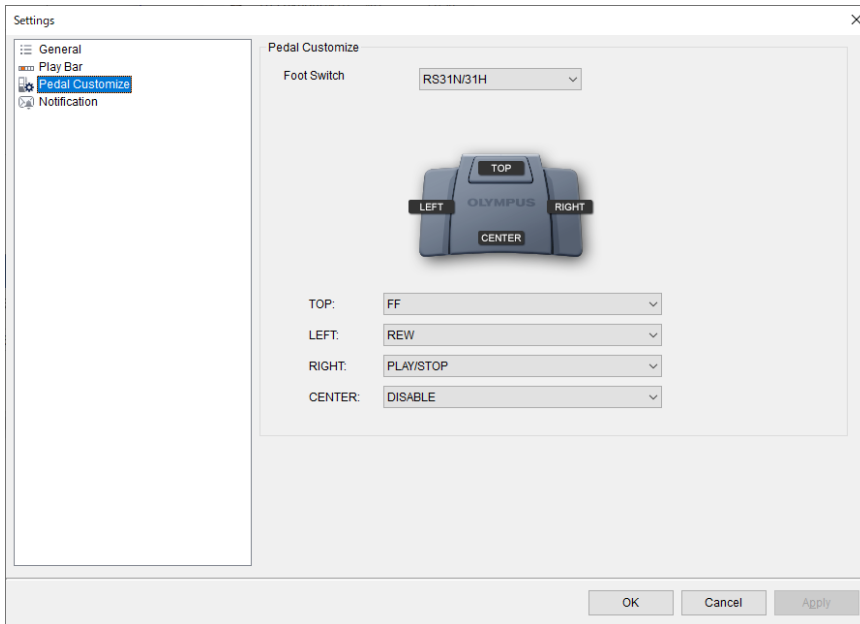 Settings
General
Play Bar
Pedal Customize
Notification
Pedal Customize
Foot Switch RS31N/31H
TOP
OLYMPUS
LEFT RIGHT
CENTER
TOP: FF
LEFT: REW
RIGHT: PLAY/STOP
CENTER: DISABLE
OK Cancel Apply